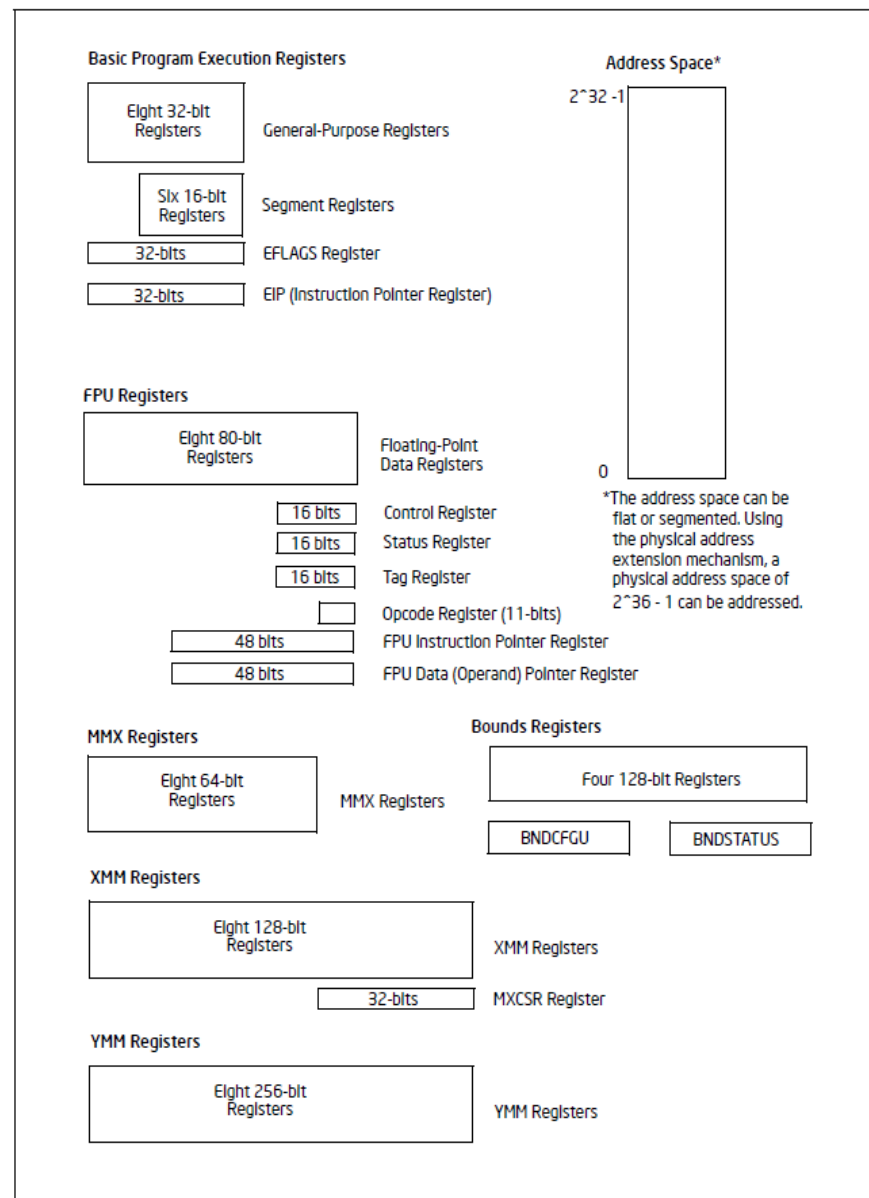 Basic Program Execution Registers
Address Space*
2^32 -1
Eight 32-bit
Registers
General-Purpose Registers
Six 16-bit
Registers
Segment Registers
32-bits
EFLAGS Register
32-bits
EIP (Instruction Pointer Register)
FPU Registers
Eight 80-bit
Registers
Floating-Point
Data Registers
0
*The address space can be
flat or segmented. Using
the physical address
extension mechanism, a
physical address space of
2^36 - 1 can be addressed.
16 bits
Control Register
16 bits
Status Register
16 bits
Tag Register
Opcode Register (11-bits)
48 bits
FPU Instruction Pointer Register
48 bits
FPU Data (Operand) Pointer Register
MMX Registers
Eight 64-bit
Registers
MMX Registers
Bounds Registers
Four 128-bit Registers
BNDCFGU
BNDSTATUS
XMM Registers
Eight 128-bit
Registers
XMM Registers
32-bits
MXCSR Register
YMM Registers
Eight 256-bit
Registers
YMM Registers